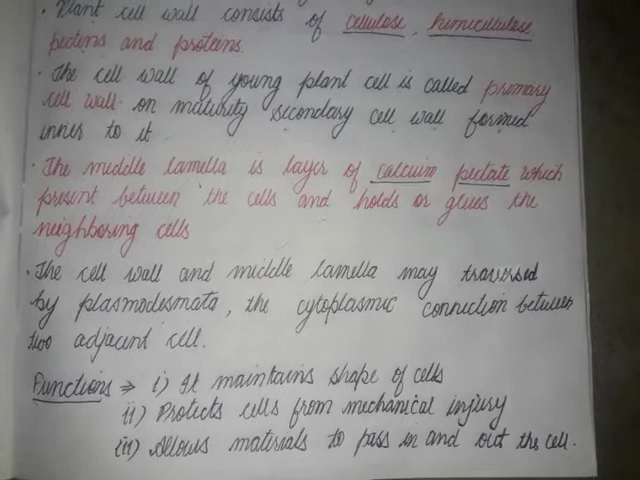 . Plant cell wall consists of cellulose, himicullulose,
pectins and proteins.
. The cell wall of young plant cell is called primary
cell wall. on maturity secondary cell wall formed
inner to it.
. The middle lamella is layer of calcium pectate which
present between the cells and holds or glues the
neighboring cells
. The cell wall and middle lamella may traversed
by plasmodesmata, the cytoplasmic connection between
two adjacent cell.
Functions ⇒ i) It maintains shape of cells
ii) Protects cells from mechanical injury
iii) Allows materials to pass in and out the cell.